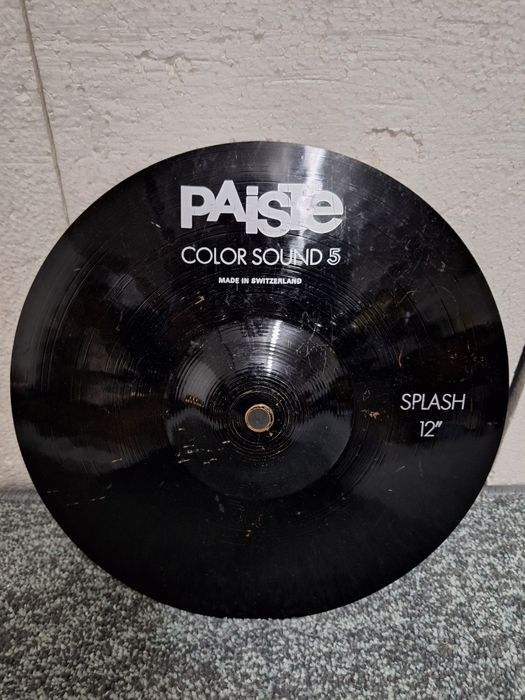 PAiSTe
COLOR SOUND 5
MADE IN SWITZERLAND
SPLASH
12"